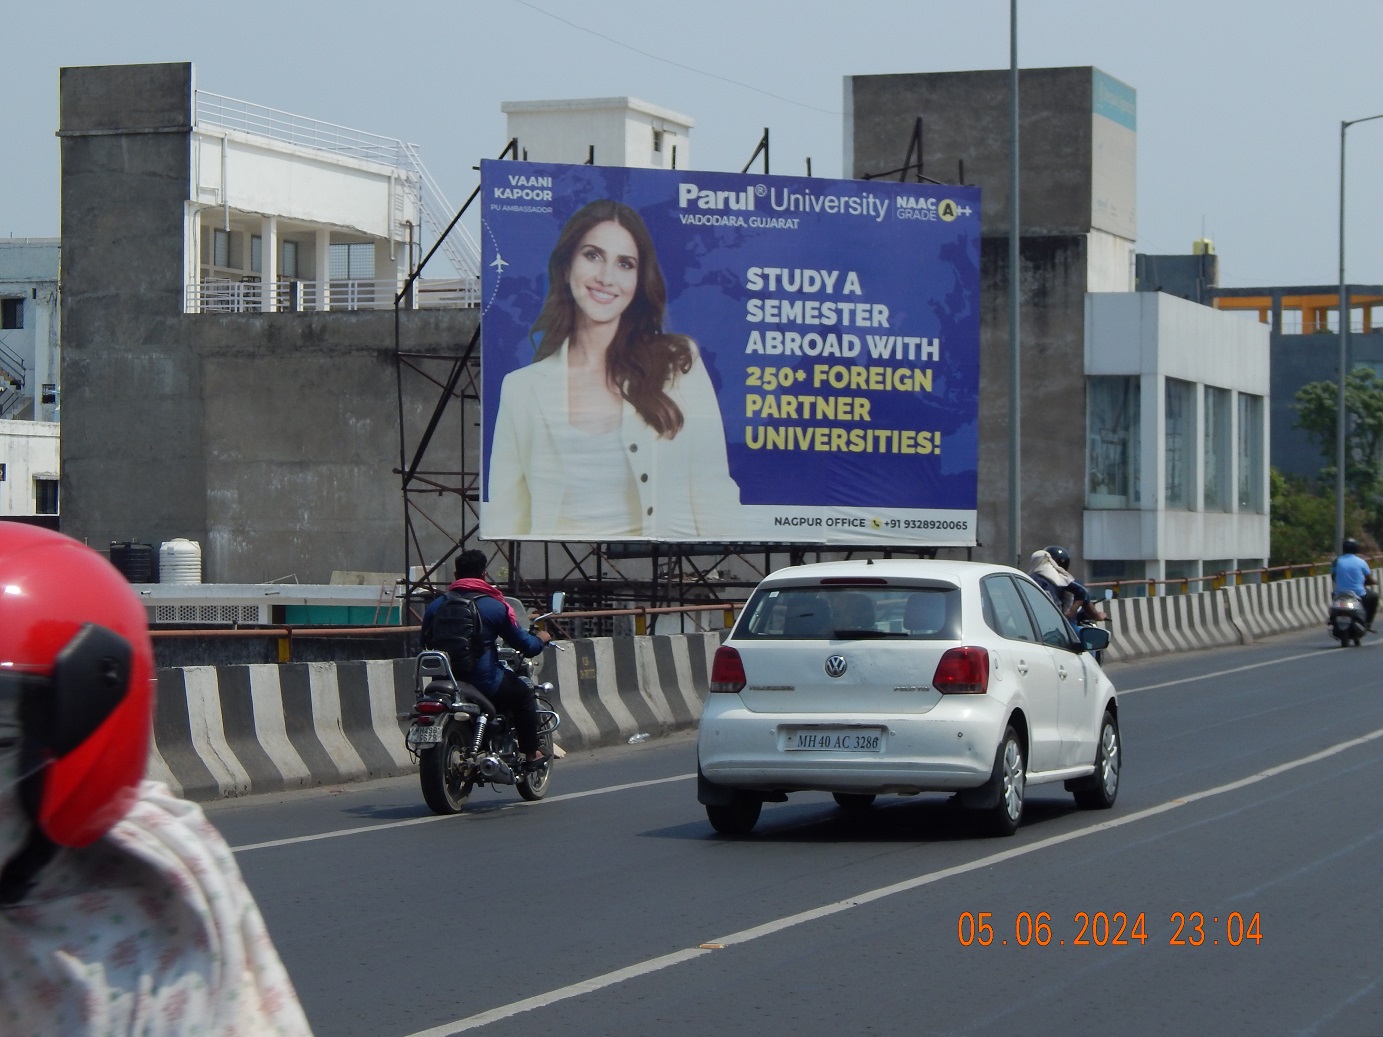 VAANI
KAPOOR
PU AMBASSADOR
Parul® University
VADODARA, GUJARAT
NAAC
GRADE A++
STUDY A
SEMESTER
ABROAD WITH
250+ FOREIGN
PARTNER
UNIVERSITIES!
NAGPUR OFFICE +91 9328920065
MH 40 AC 3286
05.06.2024 23:04